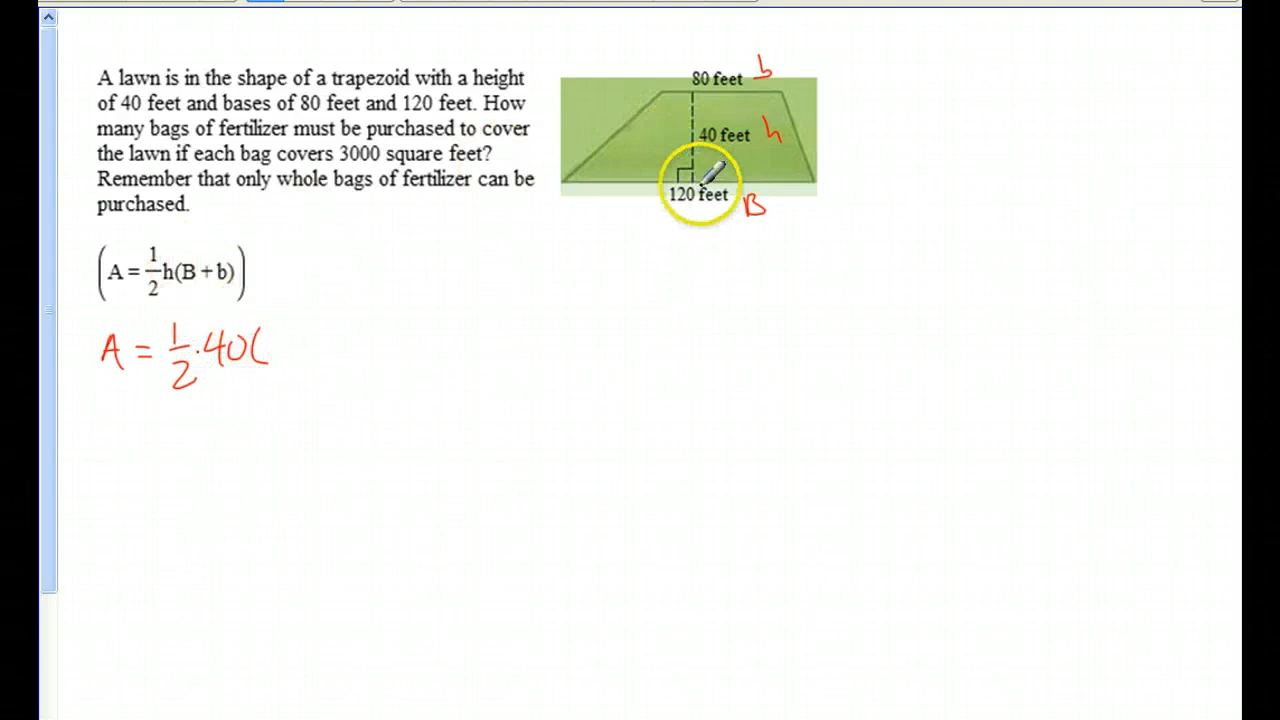 A lawn is in the shape of a trapezoid with a height
of 40 feet and bases of 80 feet and 120 feet. How
many bags of fertilizer must be purchased to cover
the lawn if each bag covers 3000 square feet?
Remember that only whole bags of fertilizer can be
purchased.
80 feet b
40 feet h
120 feet B
(A = 1/2 h(B + b))
A = 1/2 · 40(